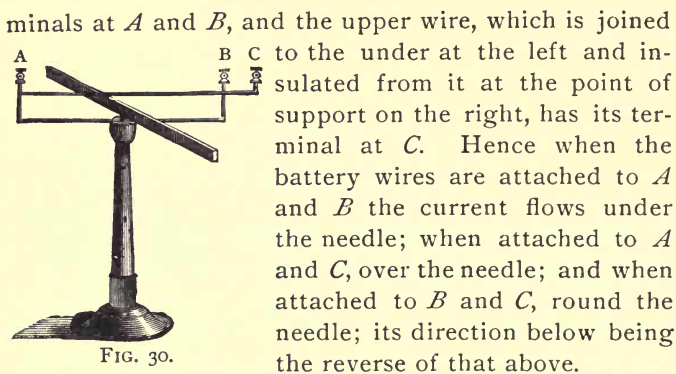 minals at A and B, and the upper wire, which is joined
A B C
to the under at the left and in-
sulated from it at the point of
support on the right, has its ter-
minal at C. Hence when the
battery wires are attached to A
and B the current flows under
the needle; when attached to A
and C, over the needle; and when
attached to B and C, round the
needle; its direction below being
the reverse of that above.
FIG. 30.